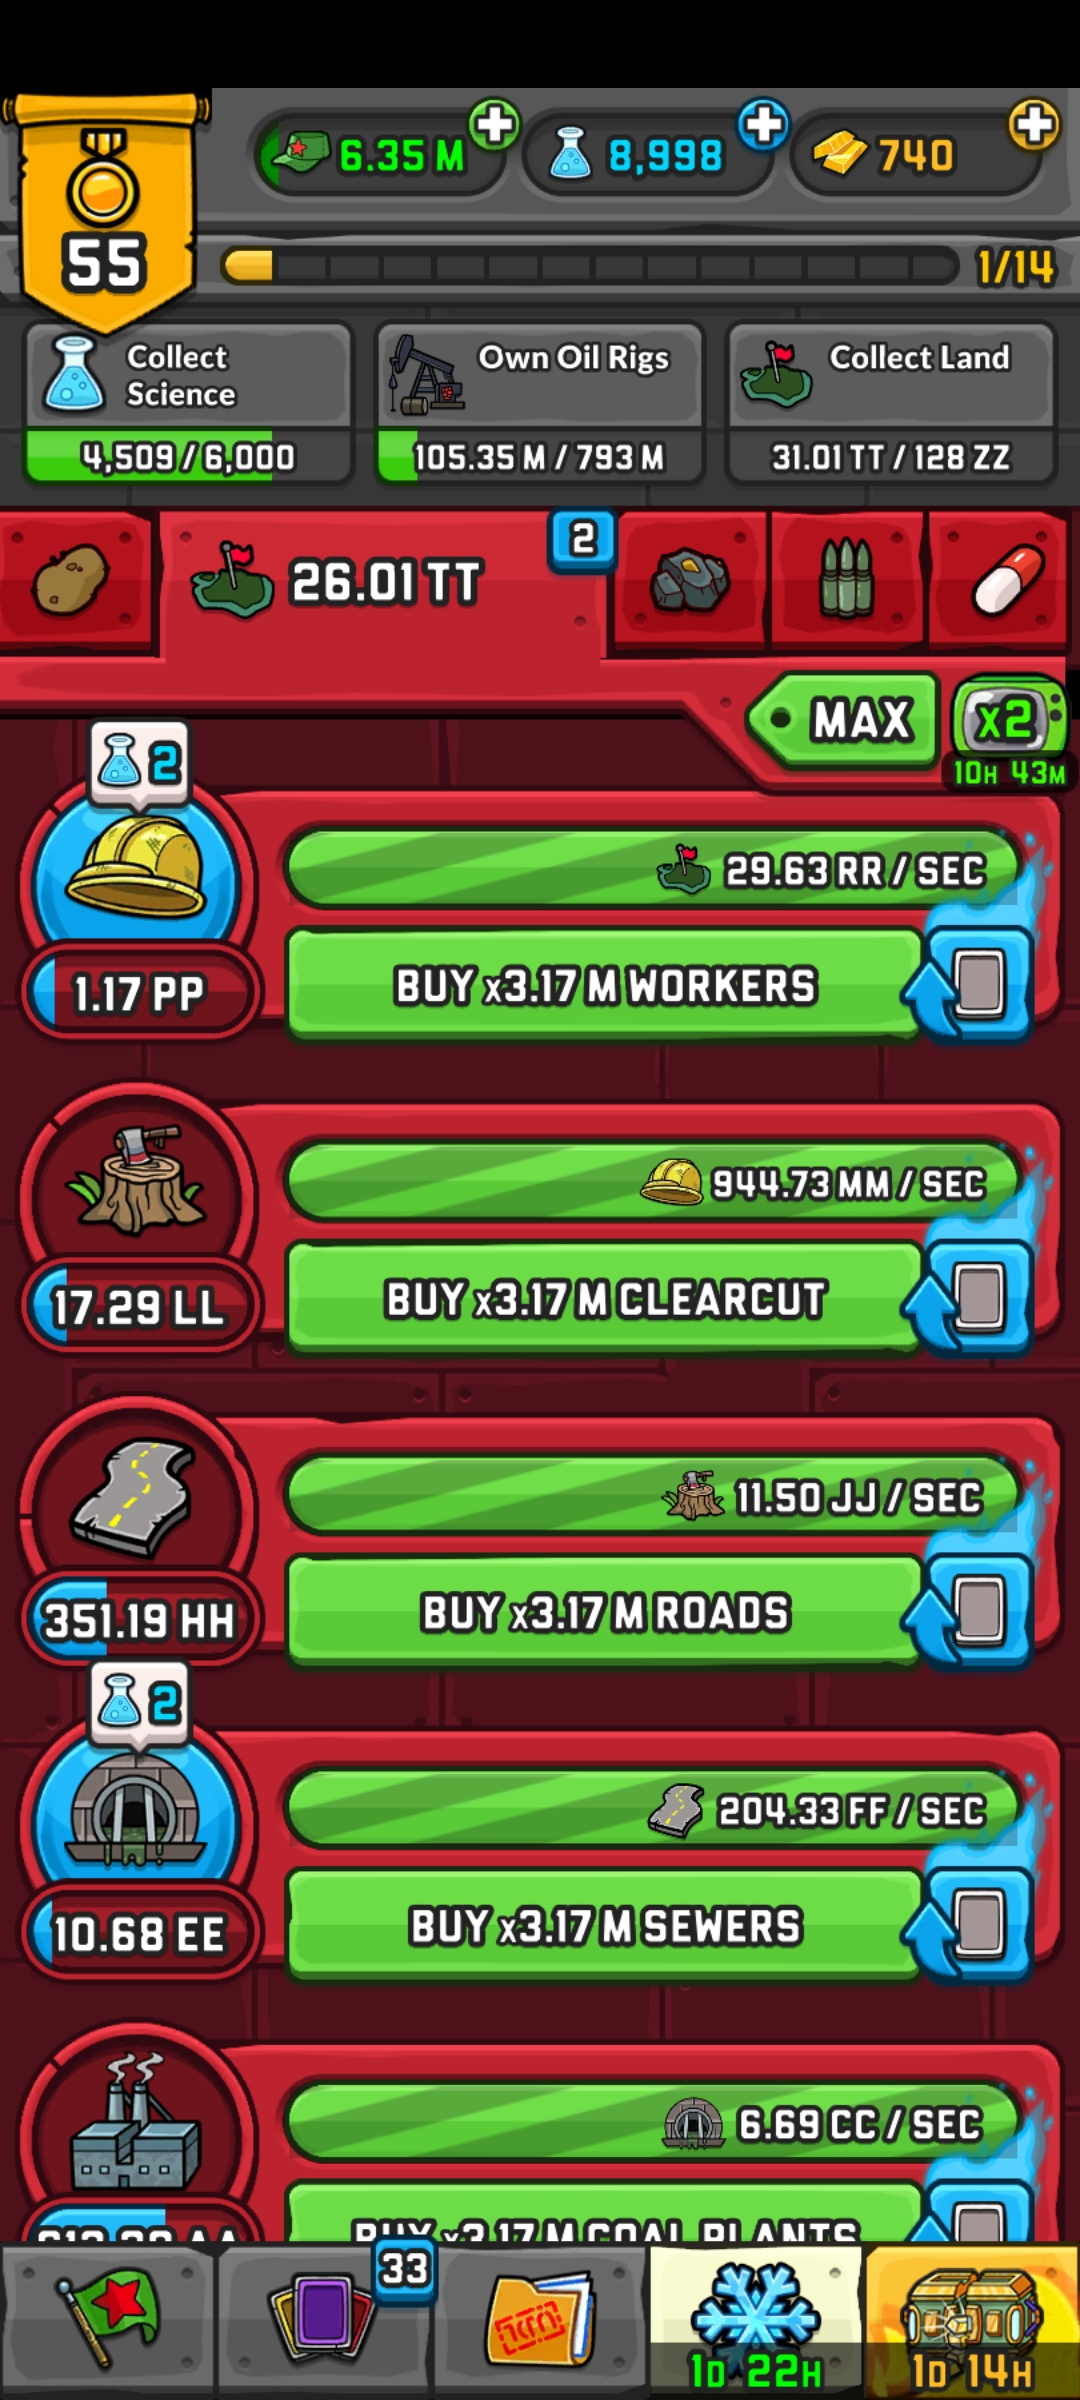 6.35 M
8,998
740
55
1/14
Collect
Science
4,509 / 6,000
Own Oil Rigs
105.35 M / 793 M
Collect Land
31.01 TT / 128 ZZ
26.01 TT
2
MAX
x2
10H 43M
2
29.63 RR / SEC
1.17 PP
BUY x3.17 M WORKERS
944.73 MM / SEC
17.29 LL
BUY x3.17 M CLEARCUT
11.50 JJ / SEC
351.19 HH
BUY x3.17 M ROADS
2
204.33 FF / SEC
10.68 EE
BUY x3.17 M SEWERS
6.69 CC / SEC
BUY x3.17 M COAL PLANTS
33
1D 22H
1D 14H